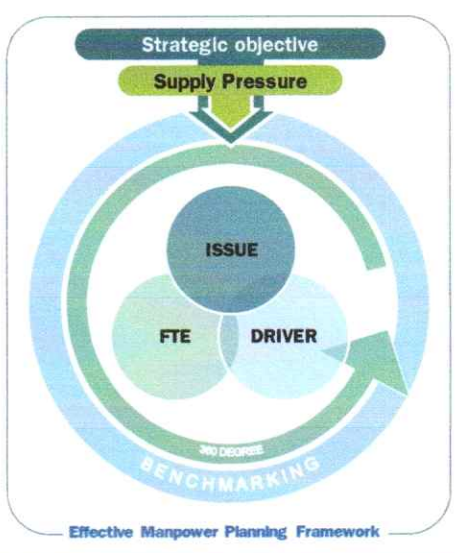 Strategic objective
Supply Pressure
ISSUE
FTE DRIVER
360 DEGREE
BENCHMARKING
Effective Manpower Planning Framework